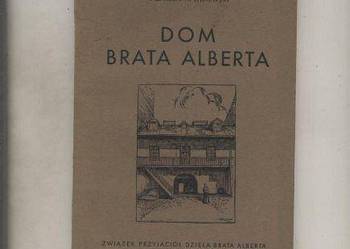 DOM
BRATA ALBERTA
ZWIĄZEK PRZYJACIÓŁ DZIEŁA BRATA ALBERTA